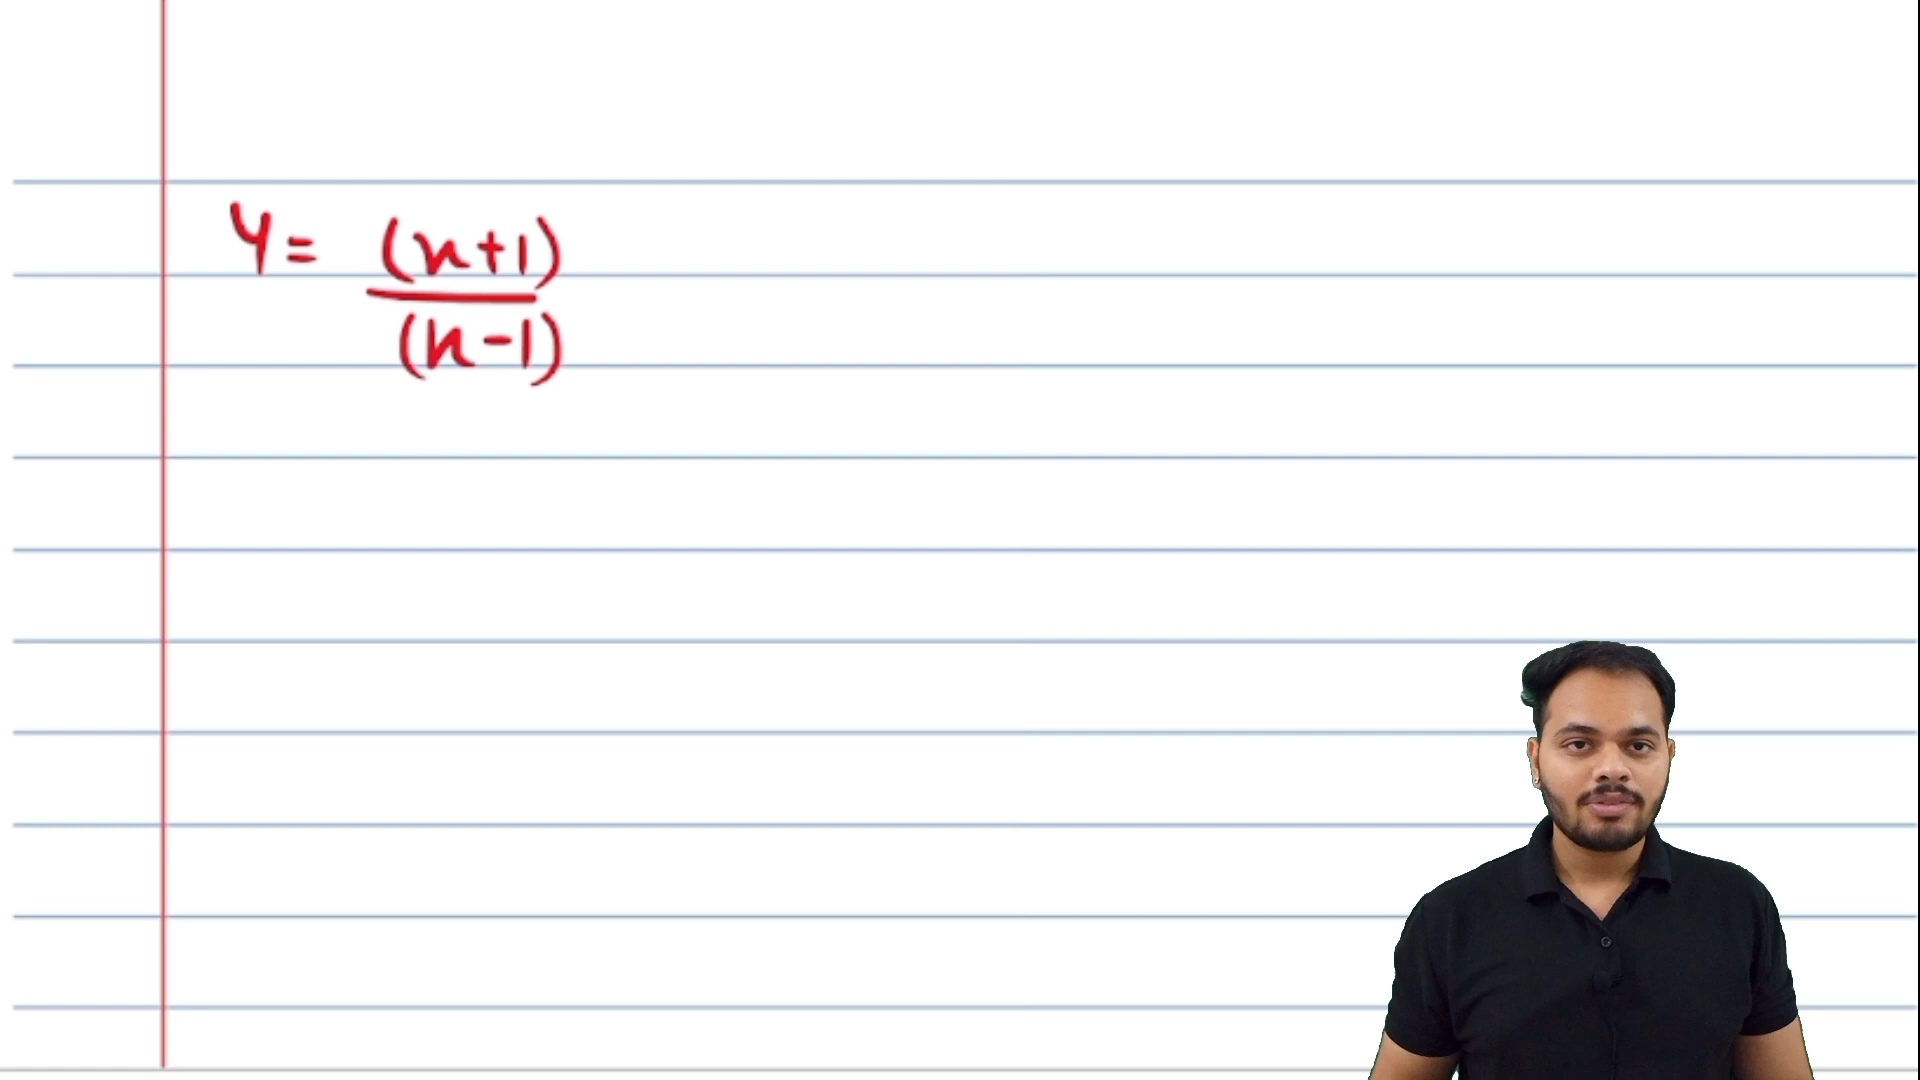 y = (x+1)
(x-1)